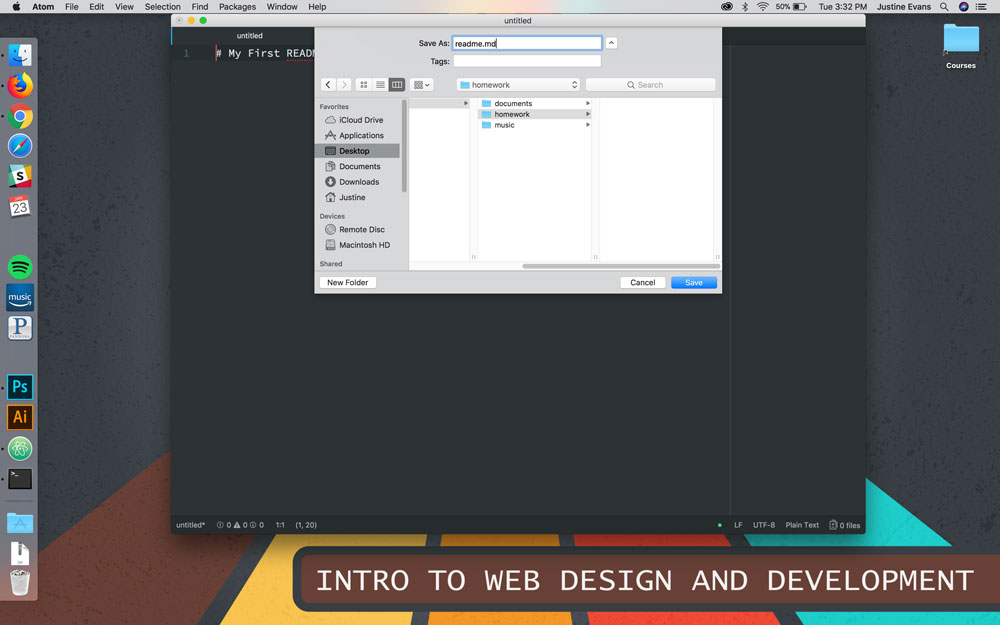 Atom File Edit View Selection Find Packages Window Help 50% Tue 3:32 PM Justine Evans
untitled
untitled
1 # My First READ
Save As: readme.md
Tags:
homework Search
Favorites
iCloud Drive
Applications
Desktop
Documents
Downloads
Justine
Devices
Remote Disc
Macintosh HD
Shared
documents
homework
music
New Folder Cancel Save
Courses
S
23
music
P
Ps
Ai
>_
untitled* 0 0 0 1:1 (1, 20) LF UTF-8 Plain Text 0 files
INTRO TO WEB DESIGN AND DEVELOPMENT